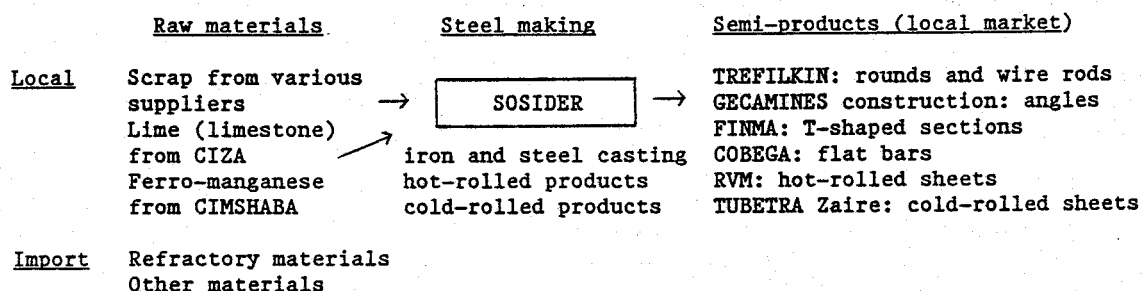 Raw materials Steel making Semi-products (local market)
Local Scrap from various TREFILKIN: rounds and wire rods
suppliers SOSIDER GECAMINES construction: angles
Lime (limestone) FINMA: T-shaped sections
from CIZA iron and steel casting COBEGA: flat bars
Ferro-manganese hot-rolled products RVM: hot-rolled sheets
from CIMSHABA cold-rolled products TUBETRA Zaire: cold-rolled sheets
Import Refractory materials
Other materials